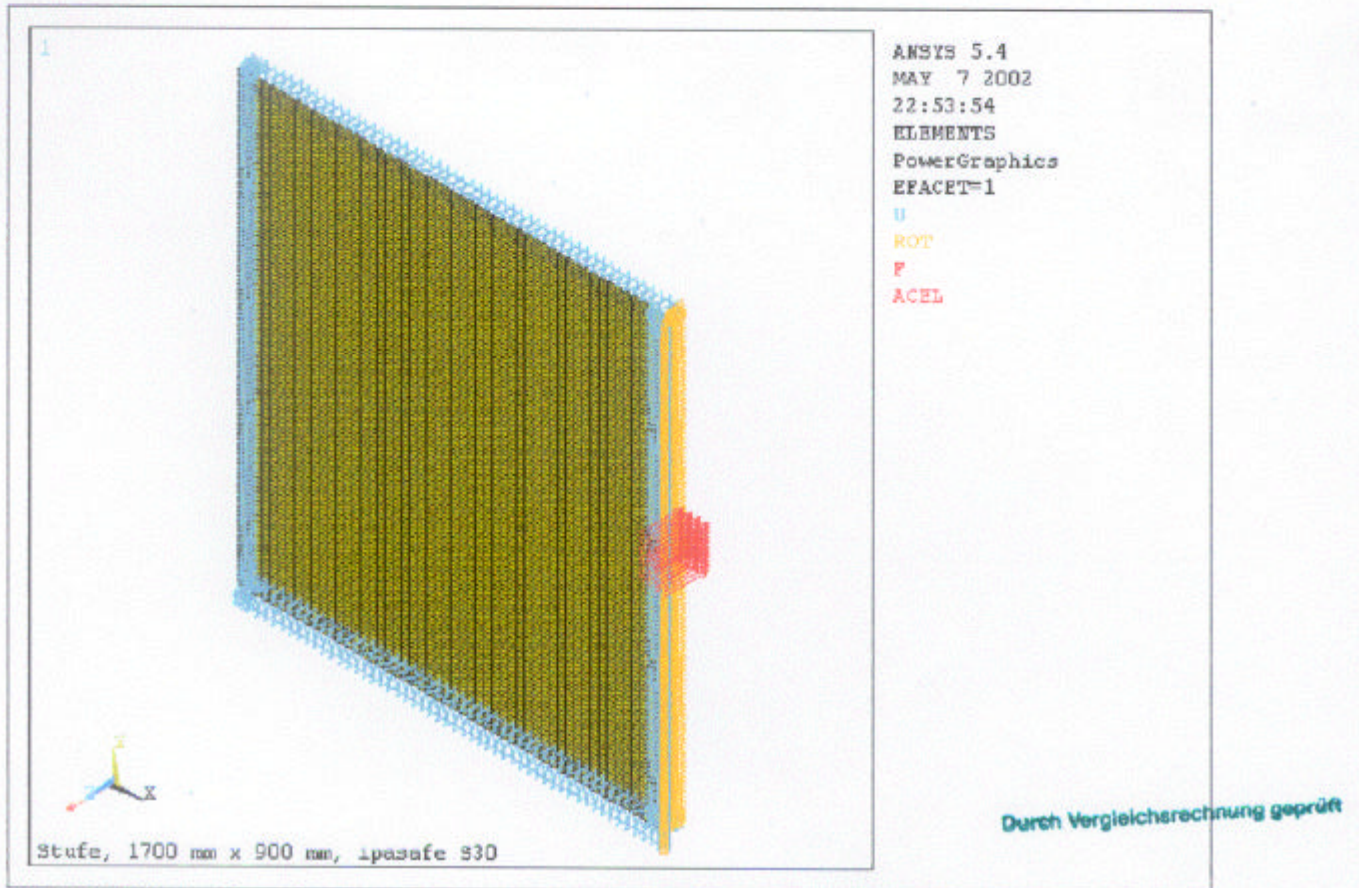 1
ANSYS 5.4
MAY 7 2002
22:53:54
ELEMENTS
PowerGraphics
EFACET=1
U
ROT
F
ACEL
Z
X
Stufe, 1700 mm x 900 mm, ipasafe S30
Durch Vergleichsrechnung geprüft